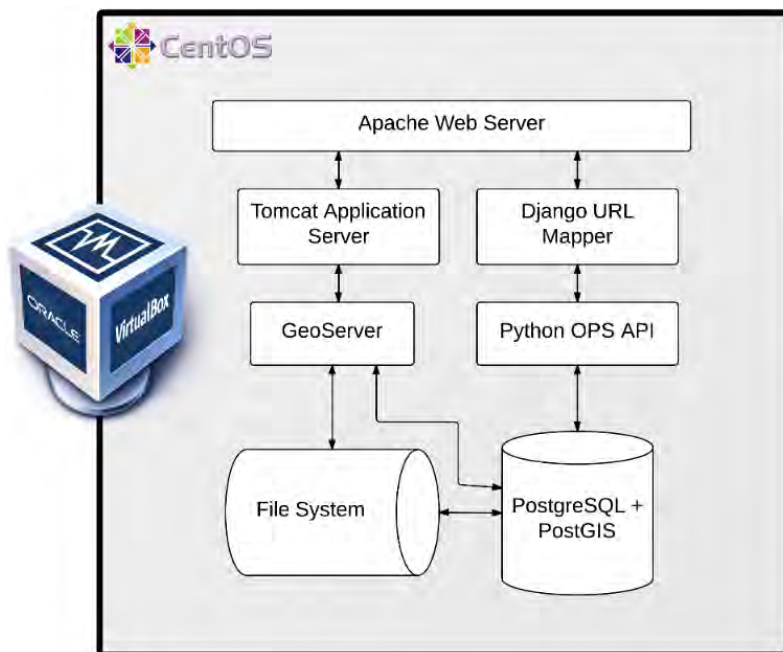 CentOS
Apache Web Server
Tomcat Application
Server
Django URL
Mapper
ORACLE
VirtualBox
GeoServer
Python OPS API
File System
PostgreSQL +
PostGIS